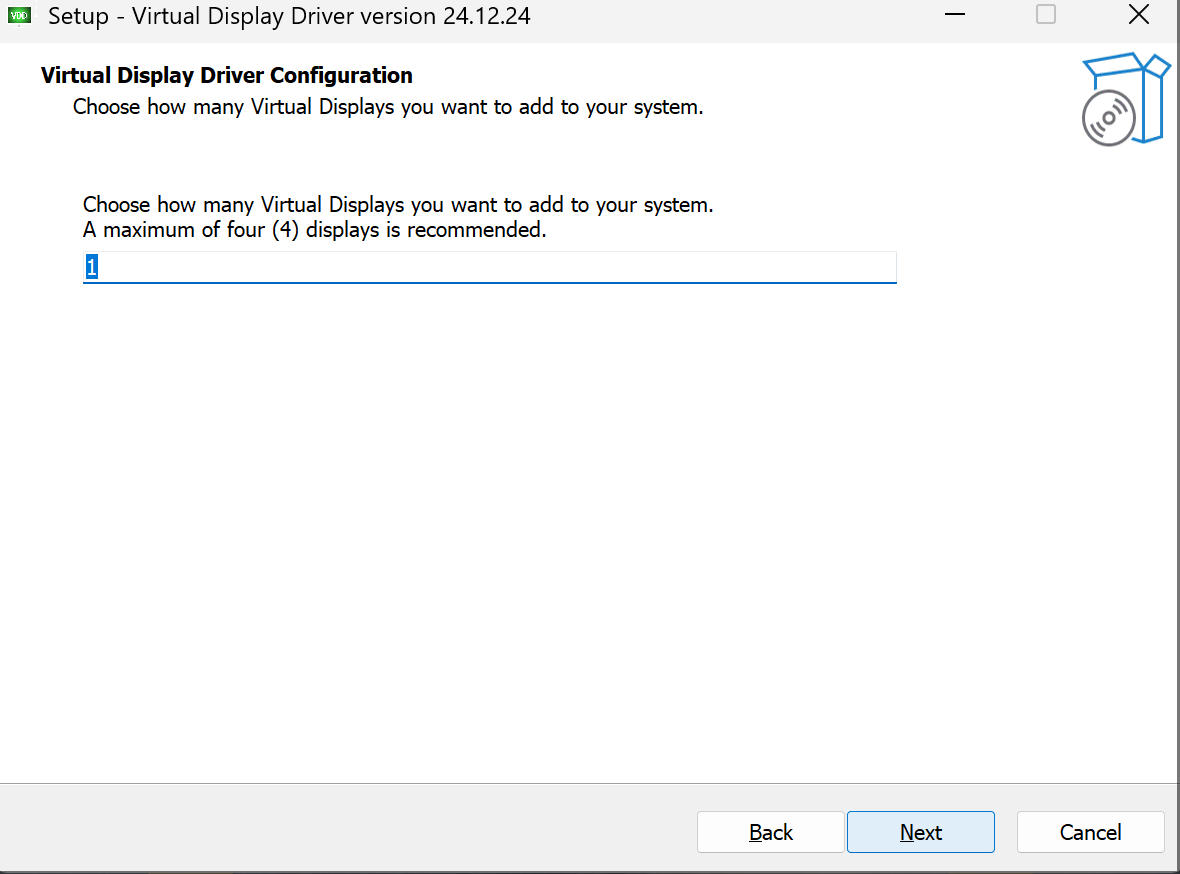 VDD
Setup - Virtual Display Driver version 24.12.24
Virtual Display Driver Configuration
Choose how many Virtual Displays you want to add to your system.
Choose how many Virtual Displays you want to add to your system.
A maximum of four (4) displays is recommended.
1
Back Next Cancel